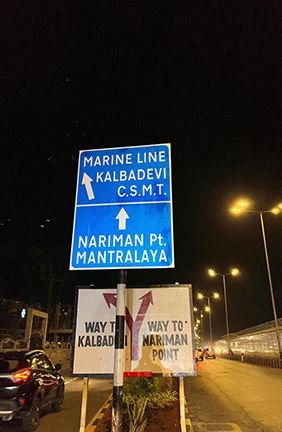 MARINE LINE
KALBADEVI
C.S.M.T.
NARIMAN Pt.
MANTRALAYA
WAY TO
KALBADEVI
WAY TO
NARIMAN
POINT